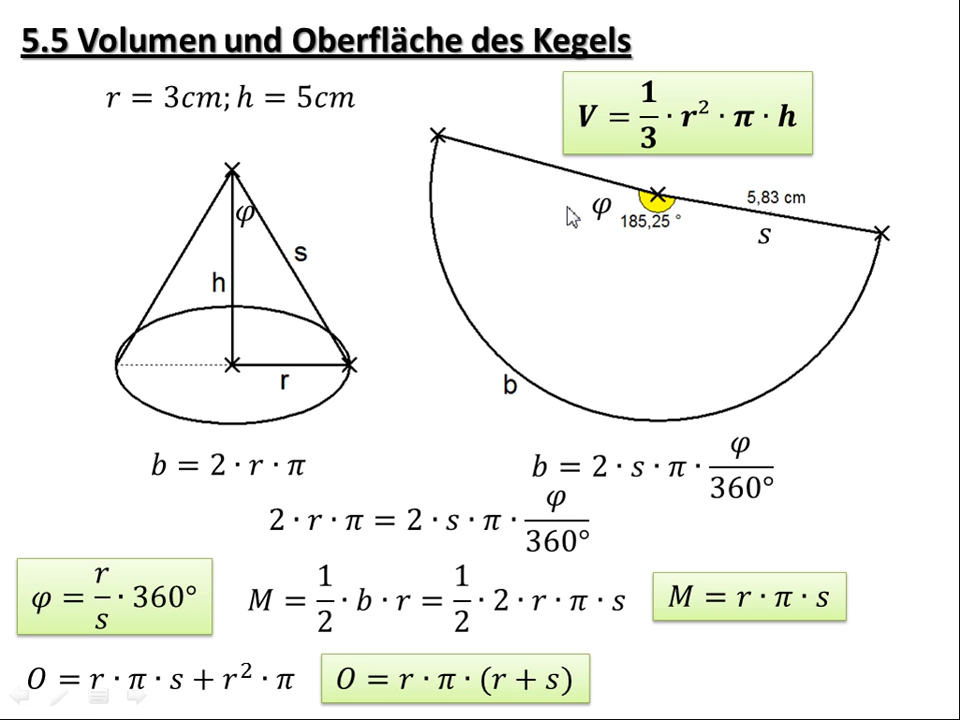 5.5 Volumen und Oberfläche des Kegels
r = 3cm; h = 5cm
V = 1/3 · r² · π · h
φ
s
h
r
φ
185,25 °
5,83 cm
s
b
b = 2 · r · π
b = 2 · s · π · φ/360°
2 · r · π = 2 · s · π · φ/360°
φ = r/s · 360°
M = 1/2 · b · r = 1/2 · 2 · r · π · s
M = r · π · s
O = r · π · s + r² · π
O = r · π · (r + s)